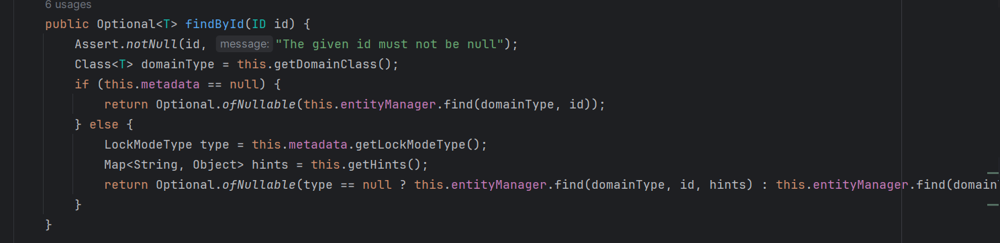 6 usages
public Optional<T> findById(ID id) {
    Assert.notNull(id, message: "The given id must not be null");
    Class<T> domainType = this.getDomainClass();
    if (this.metadata == null) {
        return Optional.ofNullable(this.entityManager.find(domainType, id));
    } else {
        LockModeType type = this.metadata.getLockModeType();
        Map<String, Object> hints = this.getHints();
        return Optional.ofNullable(type == null ? this.entityManager.find(domainType, id, hints) : this.entityManager.find(domain
    }
}